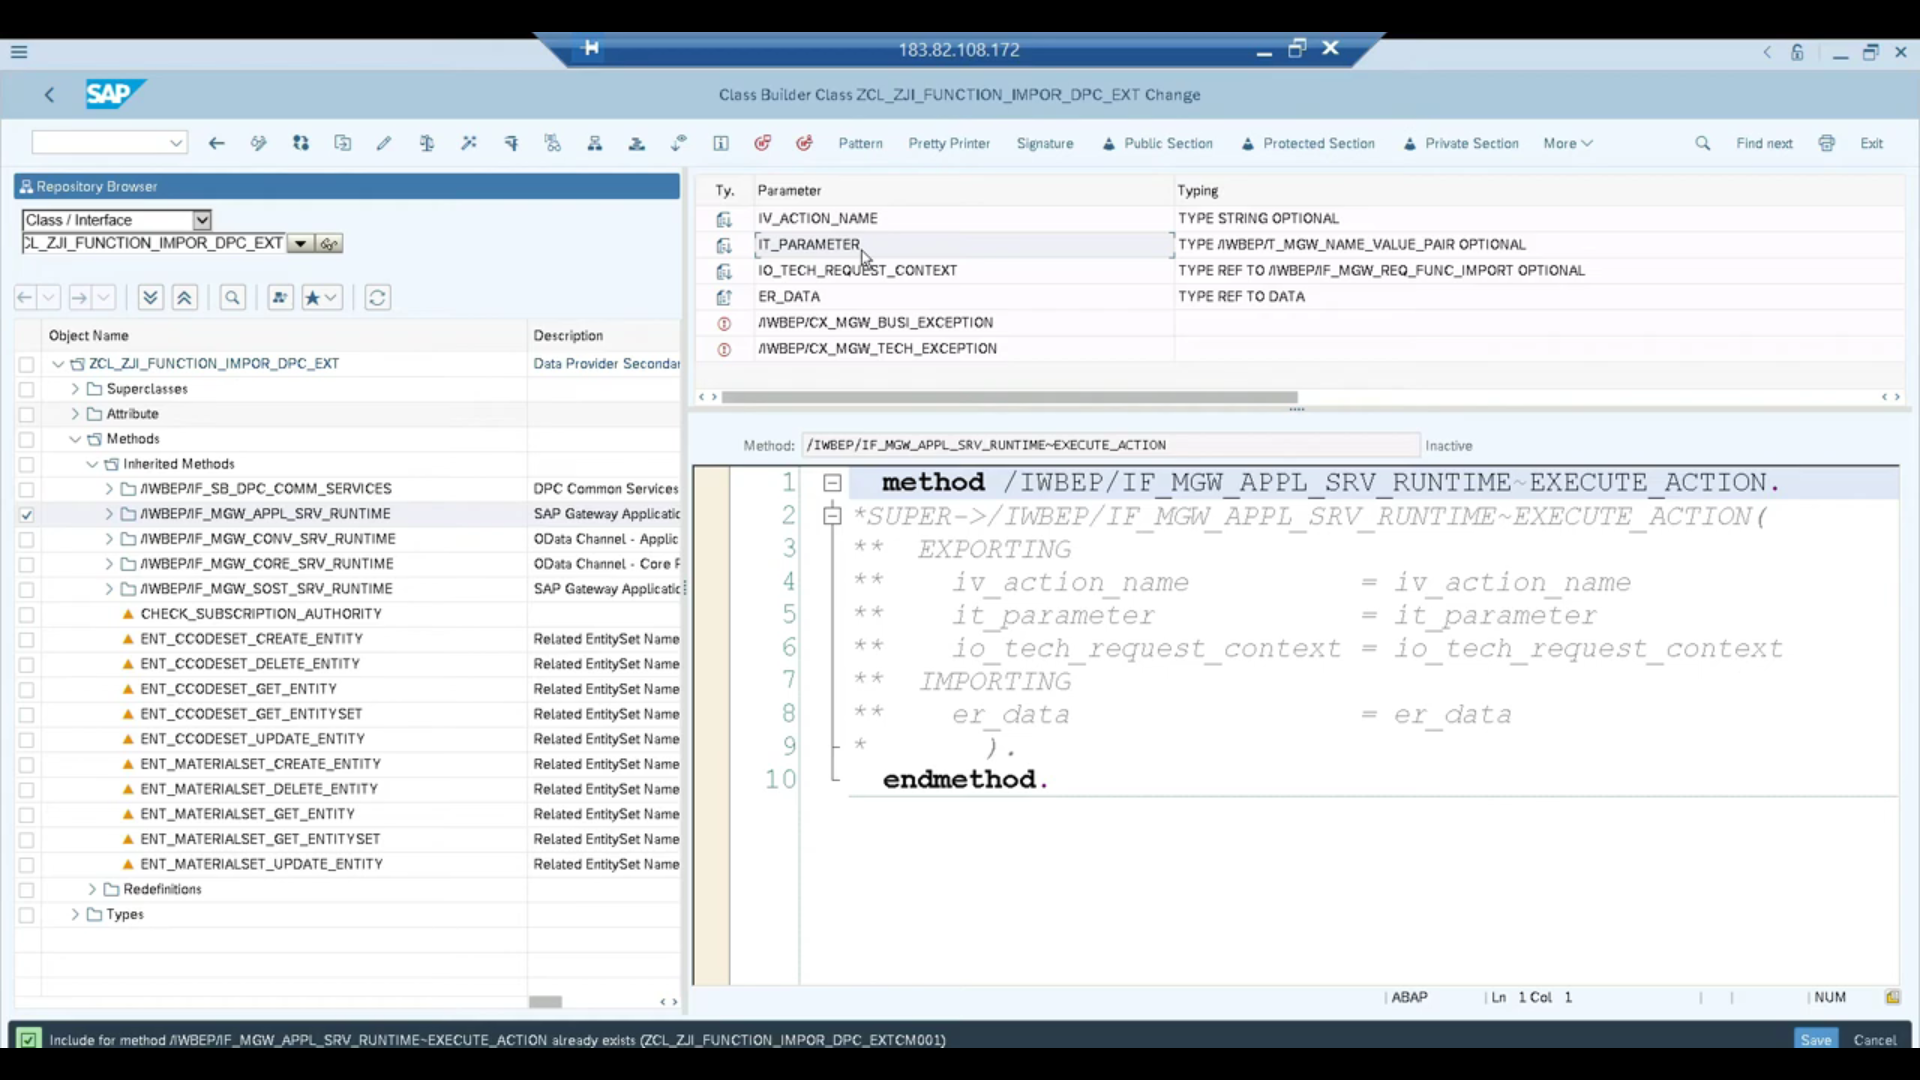 183.82.108.172
SAP
Class Builder Class ZCL_ZJI_FUNCTION_IMPOR_DPC_EXT Change
Pattern Pretty Printer Signature Public Section Protected Section Private Section More Find next Exit
Repository Browser
Class / Interface
CL_ZJI_FUNCTION_IMPOR_DPC_EXT
Object Name Description
ZCL_ZJI_FUNCTION_IMPOR_DPC_EXT Data Provider Secondar
Superclasses
Attribute
Methods
Inherited Methods
/IWBEP/IF_SB_DPC_COMM_SERVICES DPC Common Services
/IWBEP/IF_MGW_APPL_SRV_RUNTIME SAP Gateway Applicatio
/IWBEP/IF_MGW_CONV_SRV_RUNTIME OData Channel - Applic
/IWBEP/IF_MGW_CORE_SRV_RUNTIME OData Channel - Core F
/IWBEP/IF_MGW_SOST_SRV_RUNTIME SAP Gateway Applicatic
CHECK_SUBSCRIPTION_AUTHORITY
ENT_CCODESET_CREATE_ENTITY Related EntitySet Name
ENT_CCODESET_DELETE_ENTITY Related EntitySet Name
ENT_CCODESET_GET_ENTITY Related EntitySet Name
ENT_CCODESET_GET_ENTITYSET Related EntitySet Name
ENT_CCODESET_UPDATE_ENTITY Related EntitySet Name
ENT_MATERIALSET_CREATE_ENTITY Related EntitySet Name
ENT_MATERIALSET_DELETE_ENTITY Related EntitySet Name
ENT_MATERIALSET_GET_ENTITY Related EntitySet Name
ENT_MATERIALSET_GET_ENTITYSET Related EntitySet Name
ENT_MATERIALSET_UPDATE_ENTITY Related EntitySet Name
Redefinitions
Types
Ty. Parameter Typing
IV_ACTION_NAME TYPE STRING OPTIONAL
IT_PARAMETER TYPE /IWBEP/T_MGW_NAME_VALUE_PAIR OPTIONAL
IO_TECH_REQUEST_CONTEXT TYPE REF TO /IWBEP/IF_MGW_REQ_FUNC_IMPORT OPTIONAL
ER_DATA TYPE REF TO DATA
/IWBEP/CX_MGW_BUSI_EXCEPTION
/IWBEP/CX_MGW_TECH_EXCEPTION
Method: /IWBEP/IF_MGW_APPL_SRV_RUNTIME~EXECUTE_ACTION Inactive
1 method /IWBEP/IF_MGW_APPL_SRV_RUNTIME~EXECUTE_ACTION.
2 *SUPER->/IWBEP/IF_MGW_APPL_SRV_RUNTIME~EXECUTE_ACTION(
3 ** EXPORTING
4 ** iv_action_name = iv_action_name
5 ** it_parameter = it_parameter
6 ** io_tech_request_context = io_tech_request_context
7 ** IMPORTING
8 ** er_data = er_data
9 * ).
10 endmethod.
ABAP Ln 1 Col 1 NUM
Include for method /IWBEP/IF_MGW_APPL_SRV_RUNTIME~EXECUTE_ACTION already exists (ZCL_ZJI_FUNCTION_IMPOR_DPC_EXTCM001) Save Cancel